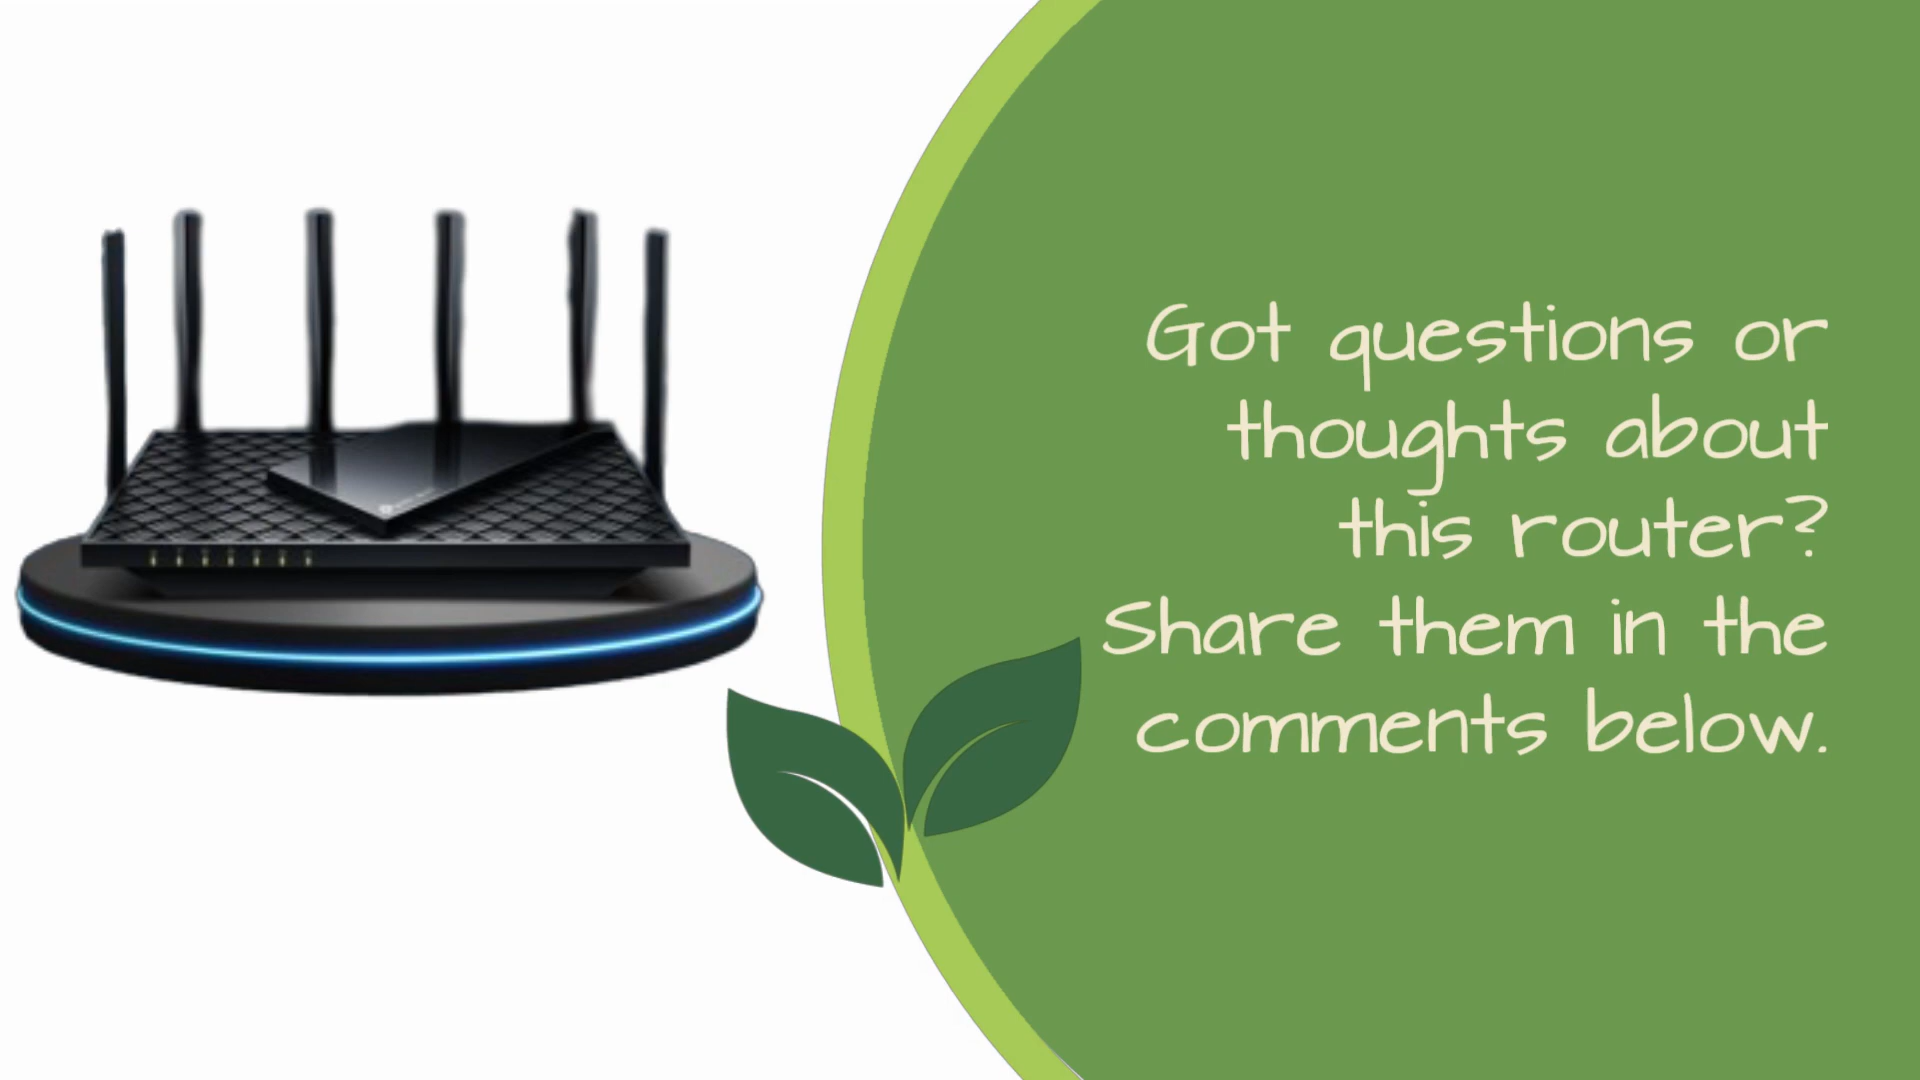 Got questions or
thoughts about
this router?
Share them in the
comments below.